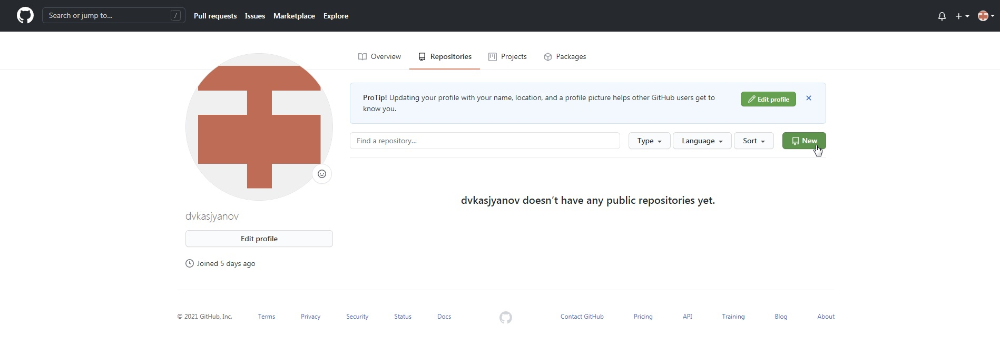 Search or jump to... /
Pull requests Issues Marketplace Explore
Overview Repositories Projects Packages
ProTip! Updating your profile with your name, location, and a profile picture helps other GitHub users get to
know you.
Edit profile
Find a repository... Type Language Sort New
dvkasjyanov doesn’t have any public repositories yet.
dvkasjyanov
Edit profile
Joined 5 days ago
© 2021 GitHub, Inc. Terms Privacy Security Status Docs Contact GitHub Pricing API Training Blog About